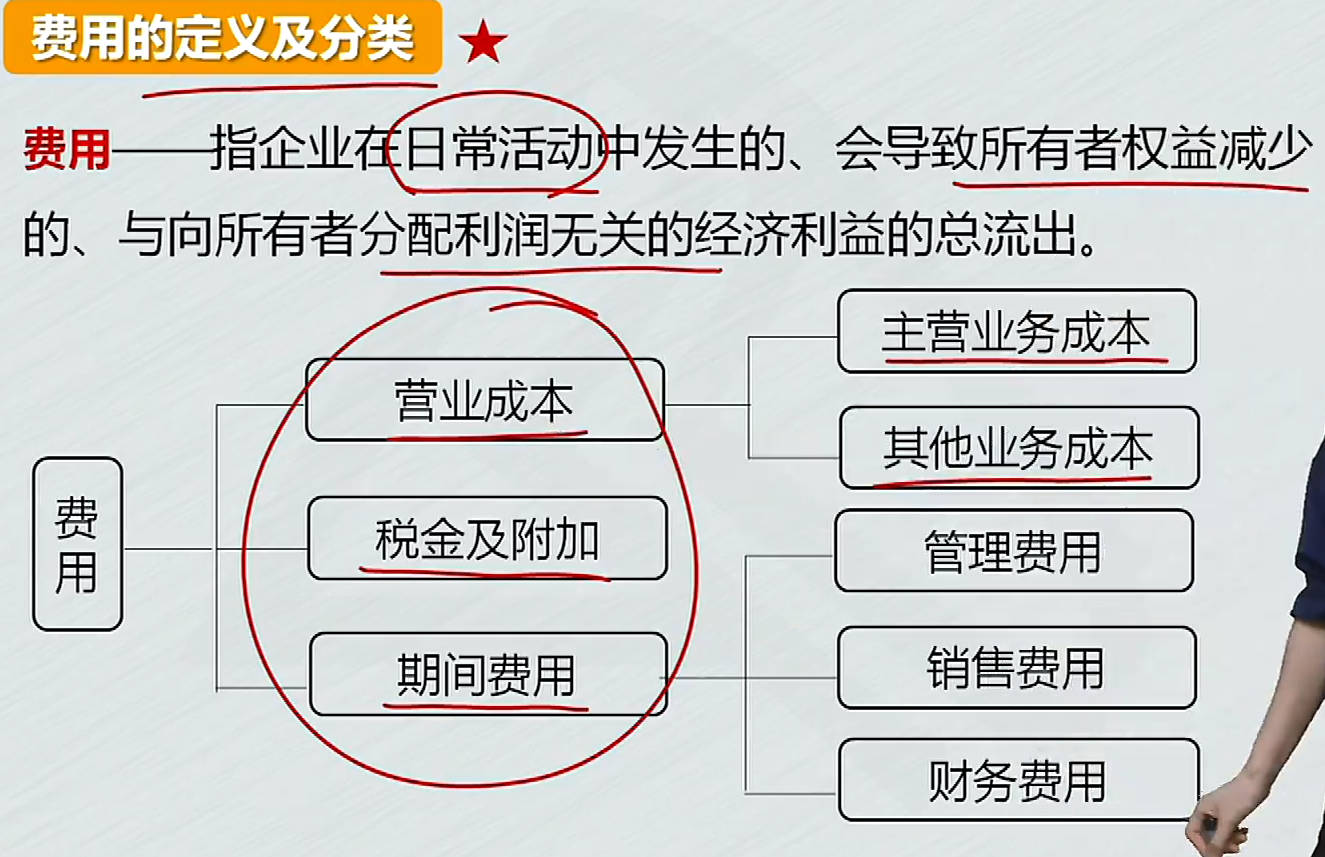 费用的定义及分类
费用——指企业在日常活动中发生的、会导致所有者权益减少
的、与向所有者分配利润无关的经济利益的总流出。
费用
营业成本
税金及附加
期间费用
主营业务成本
其他业务成本
管理费用
销售费用
财务费用